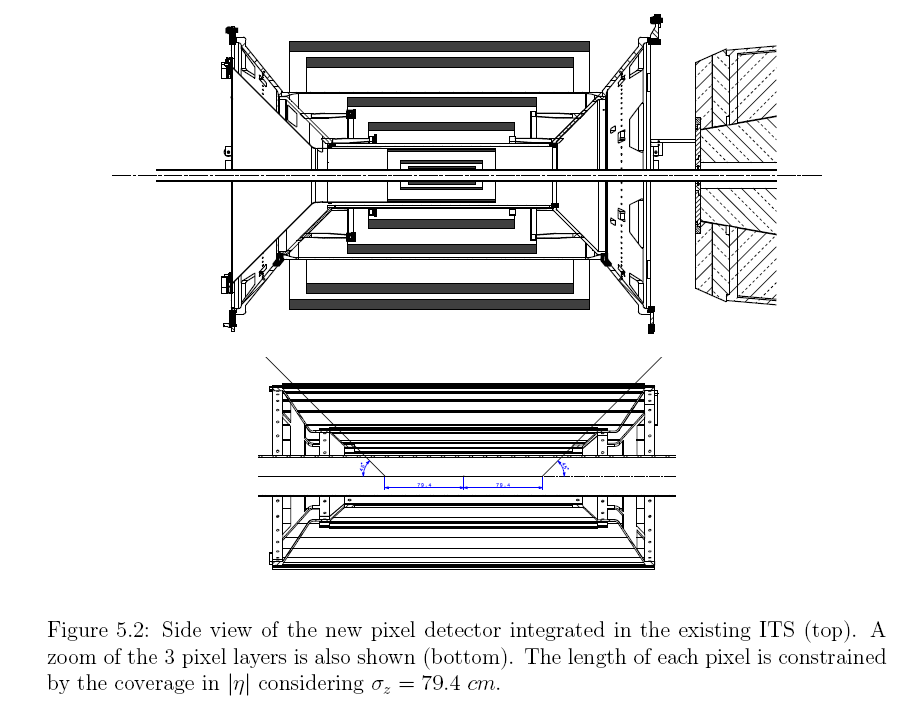 45°
45°
79.4
79.4
Figure 5.2: Side view of the new pixel detector integrated in the existing ITS (top). A
zoom of the 3 pixel layers is also shown (bottom). The length of each pixel is constrained
by the coverage in |η| considering σz = 79.4 cm.